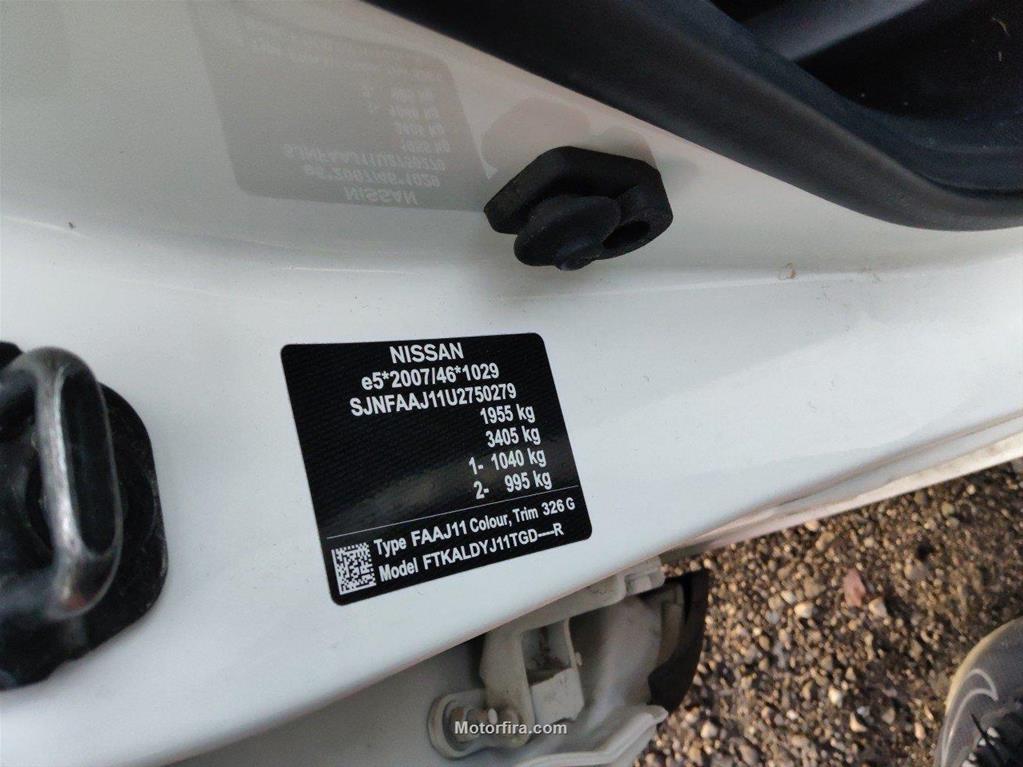 NISSAN
e5*2007/46*1029
SJNFAAJ11U2750279
1955 kg
3405 kg
1- 1040 kg
2- 995 kg
Type FAAJ11 Colour, Trim 326 G
Model FTKALDYJ11TGD----R
Motorfira.com